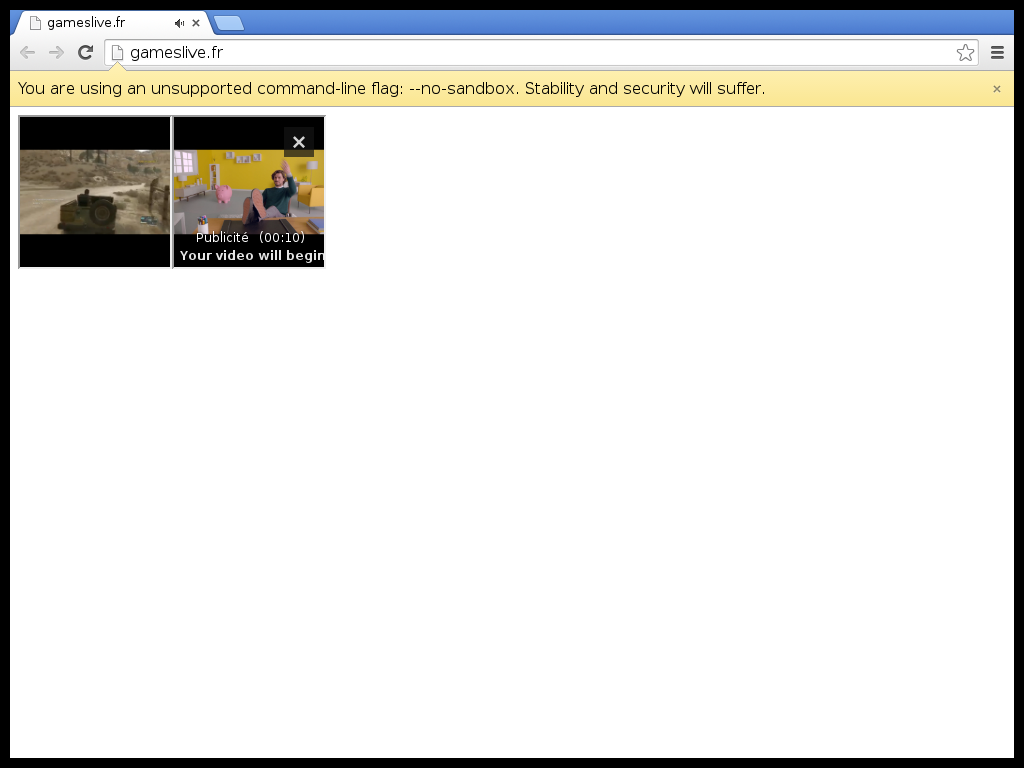 gameslive.fr
gameslive.fr
You are using an unsupported command-line flag: --no-sandbox. Stability and security will suffer.
Publicité (00:10)
Your video will begin